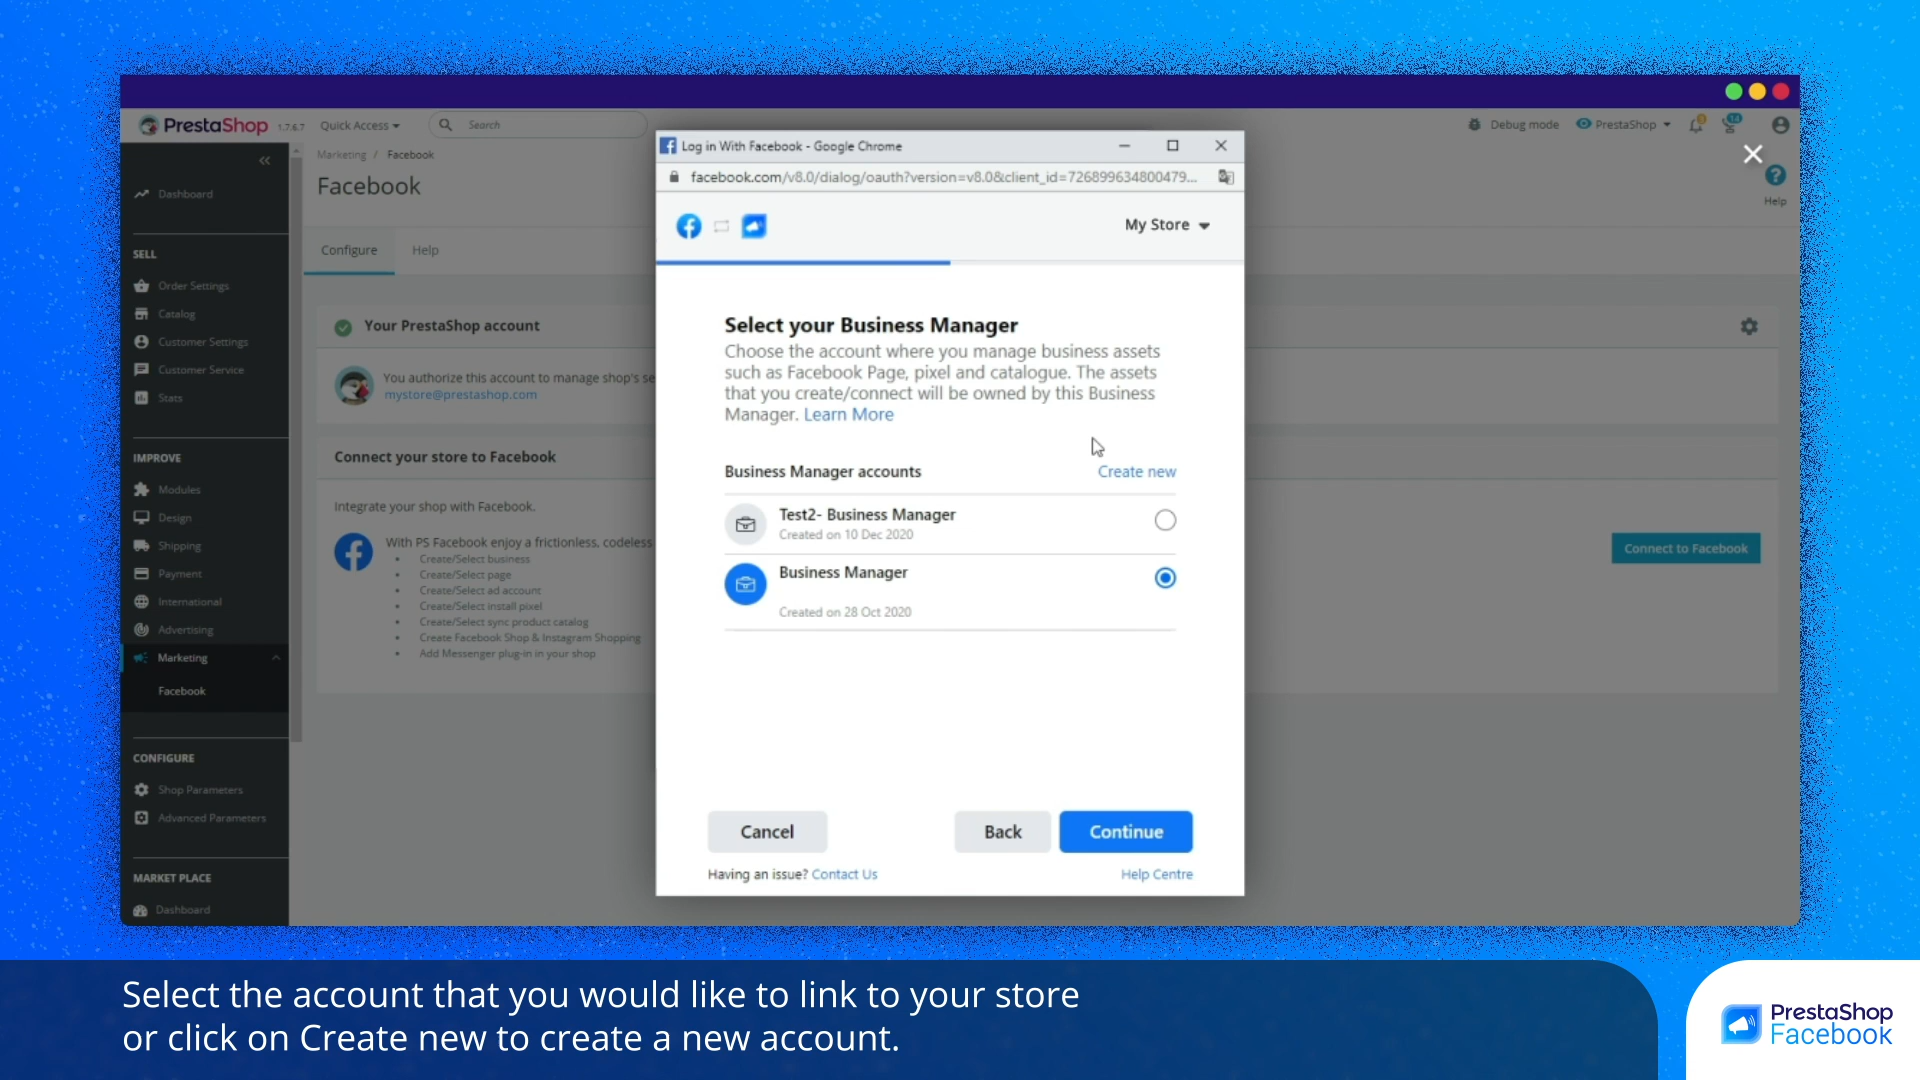 PrestaShop 1.7.6.7
Quick Access
Search
Debug mode
PrestaShop
Marketing / Facebook
Facebook
Help
Configure
Help
Dashboard
SELL
Order Settings
Catalog
Customer Settings
Customer Service
Stats
IMPROVE
Modules
Design
Shipping
Payment
International
Advertising
Marketing
Facebook
CONFIGURE
Shop Parameters
Advanced Parameters
MARKET PLACE
Dashboard
Your PrestaShop account
You authorize this account to manage shop's se
mystore@prestashop.com
Connect your store to Facebook
Integrate your shop with Facebook.
With PS Facebook enjoy a frictionless, codeless
Create/Select business
Create/Select page
Create/Select ad account
Create/Select install pixel
Create/Select sync product catalog
Create Facebook Shop & Instagram Shopping
Add Messenger plug-in in your shop
Connect to Facebook
Log in With Facebook - Google Chrome
facebook.com/v8.0/dialog/oauth?version=v8.0&client_id=726899634800479...
My Store
Select your Business Manager
Choose the account where you manage business assets
such as Facebook Page, pixel and catalogue. The assets
that you create/connect will be owned by this Business
Manager. Learn More
Business Manager accounts
Create new
Test2- Business Manager
Created on 10 Dec 2020
Business Manager
Created on 28 Oct 2020
Cancel
Back
Continue
Having an issue? Contact Us
Help Centre
Select the account that you would like to link to your store
or click on Create new to create a new account.
PrestaShop
Facebook